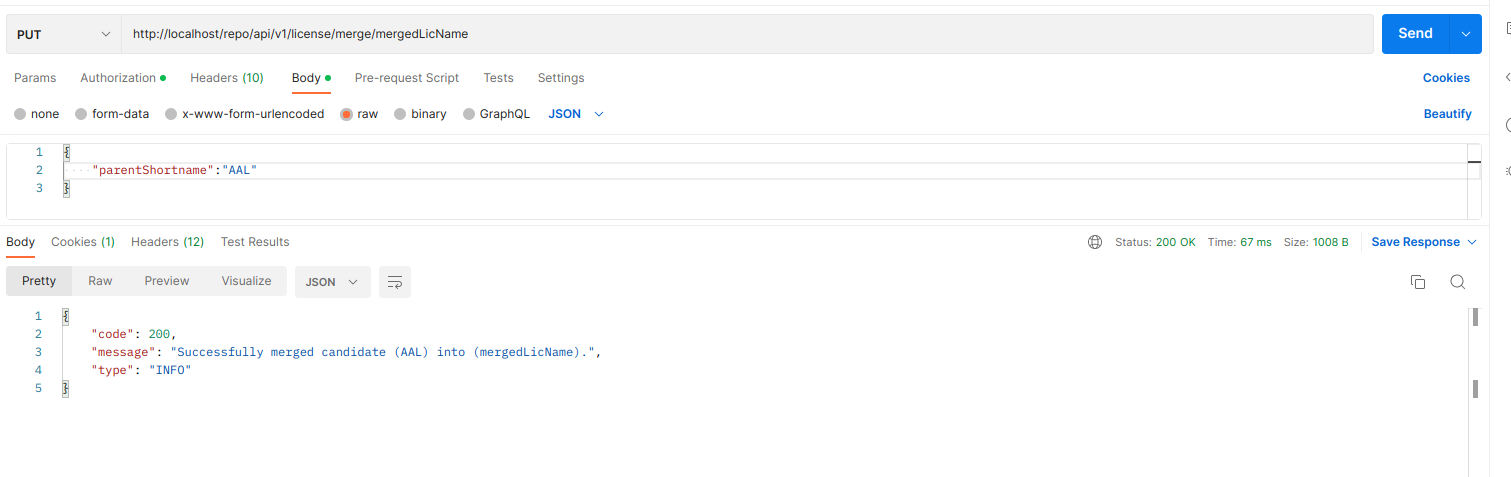 PUT http://localhost/repo/api/v1/license/merge/mergedLicName Send
Params Authorization Headers (10) Body Pre-request Script Tests Settings Cookies
none form-data x-www-form-urlencoded raw binary GraphQL JSON Beautify
1 {
2 ····"parentShortname":"AAL"
3 }
Body Cookies (1) Headers (12) Test Results Status: 200 OK Time: 67 ms Size: 1008 B Save Response
Pretty Raw Preview Visualize JSON
1 {
2 "code": 200,
3 "message": "Successfully merged candidate (AAL) into (mergedLicName).",
4 "type": "INFO"
5 }